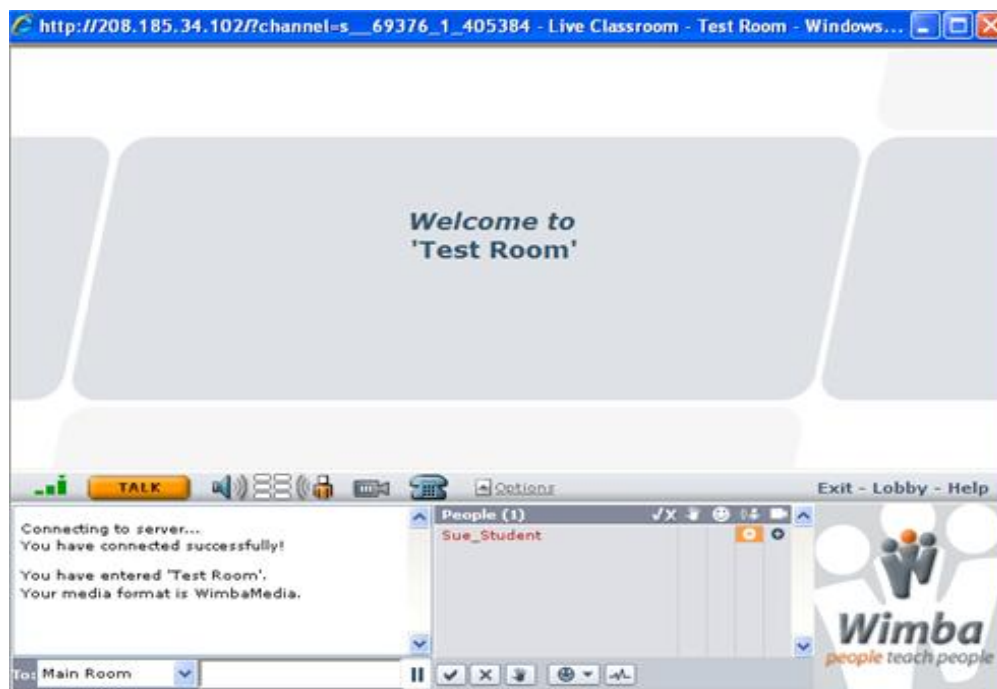 http://208.185.34.102/?channel=s__69376_1_405384 - Live Classroom - Test Room - Windows...
Welcome to
'Test Room'
TALK
Options
Exit - Lobby - Help
Connecting to server...
You have connected successfully!
You have entered 'Test Room'.
Your media format is WimbaMedia.
People (1)
Sue_Student
Wimba
people teach people
To: Main Room